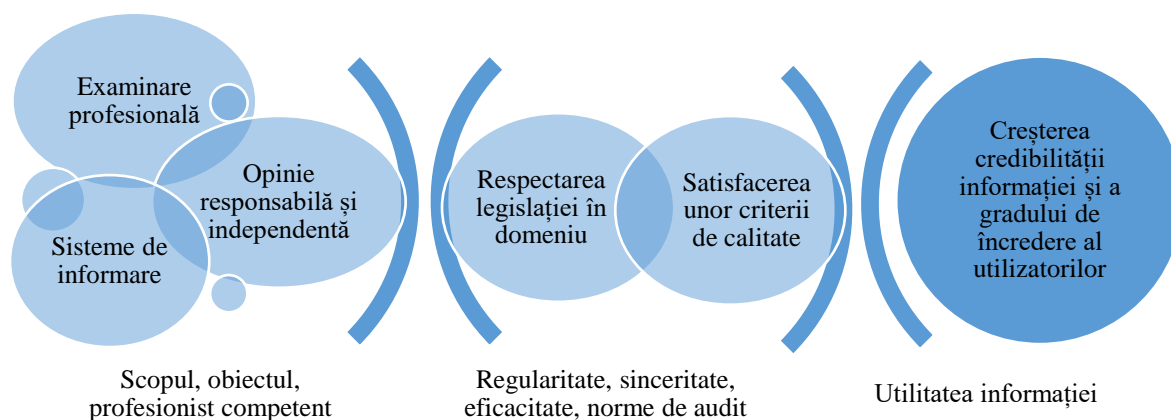 Examinare
profesională
Opinie
responsabilă și
independentă
Sisteme de
informare
Respectarea
legislației în
domeniu
Satisfacerea
unor criterii
de calitate
Creșterea
credibilității
informației și a
gradului de
încredere al
utilizatorilor
Scopul, obiectul,
profesionist competent
Regularitate, sinceritate,
eficacitate, norme de audit
Utilitatea informației